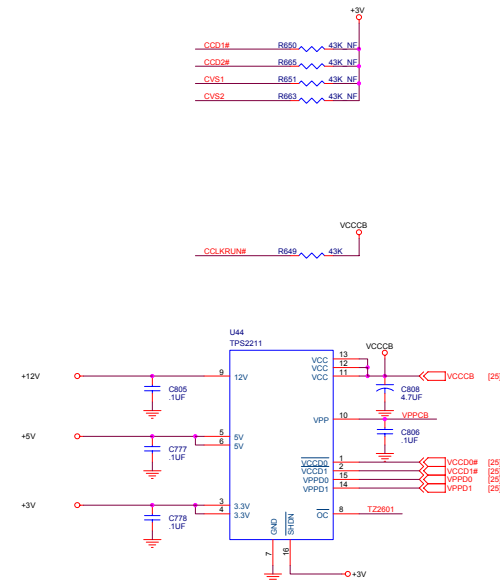 +3V
CCD1# R650 43K_NF
CCD2# R665 43K_NF
CVS1 R651 43K_NF
CVS2 R663 43K_NF
VCCCB
CCLKRUN# R649 43K
U44
TPS2211
VCCCB
13
VCC
12
VCC
+12V 9 12V VCC 11 VCCCB [25]
C805
.1UF
C808
4.7UF
VPP 10 VPPCB
+5V 5 5V
6 5V
C777
.1UF
C806
.1UF
VCCD0 1 VCCD0# [25]
VCCD1 2 VCCD1# [25]
VPPD0 15 VPPD0 [25]
VPPD1 14 VPPD1 [25]
+3V 3 3.3V
4 3.3V
OC 8 TZ2601
C778
.1UF
GND SHDN
7 16
+3V